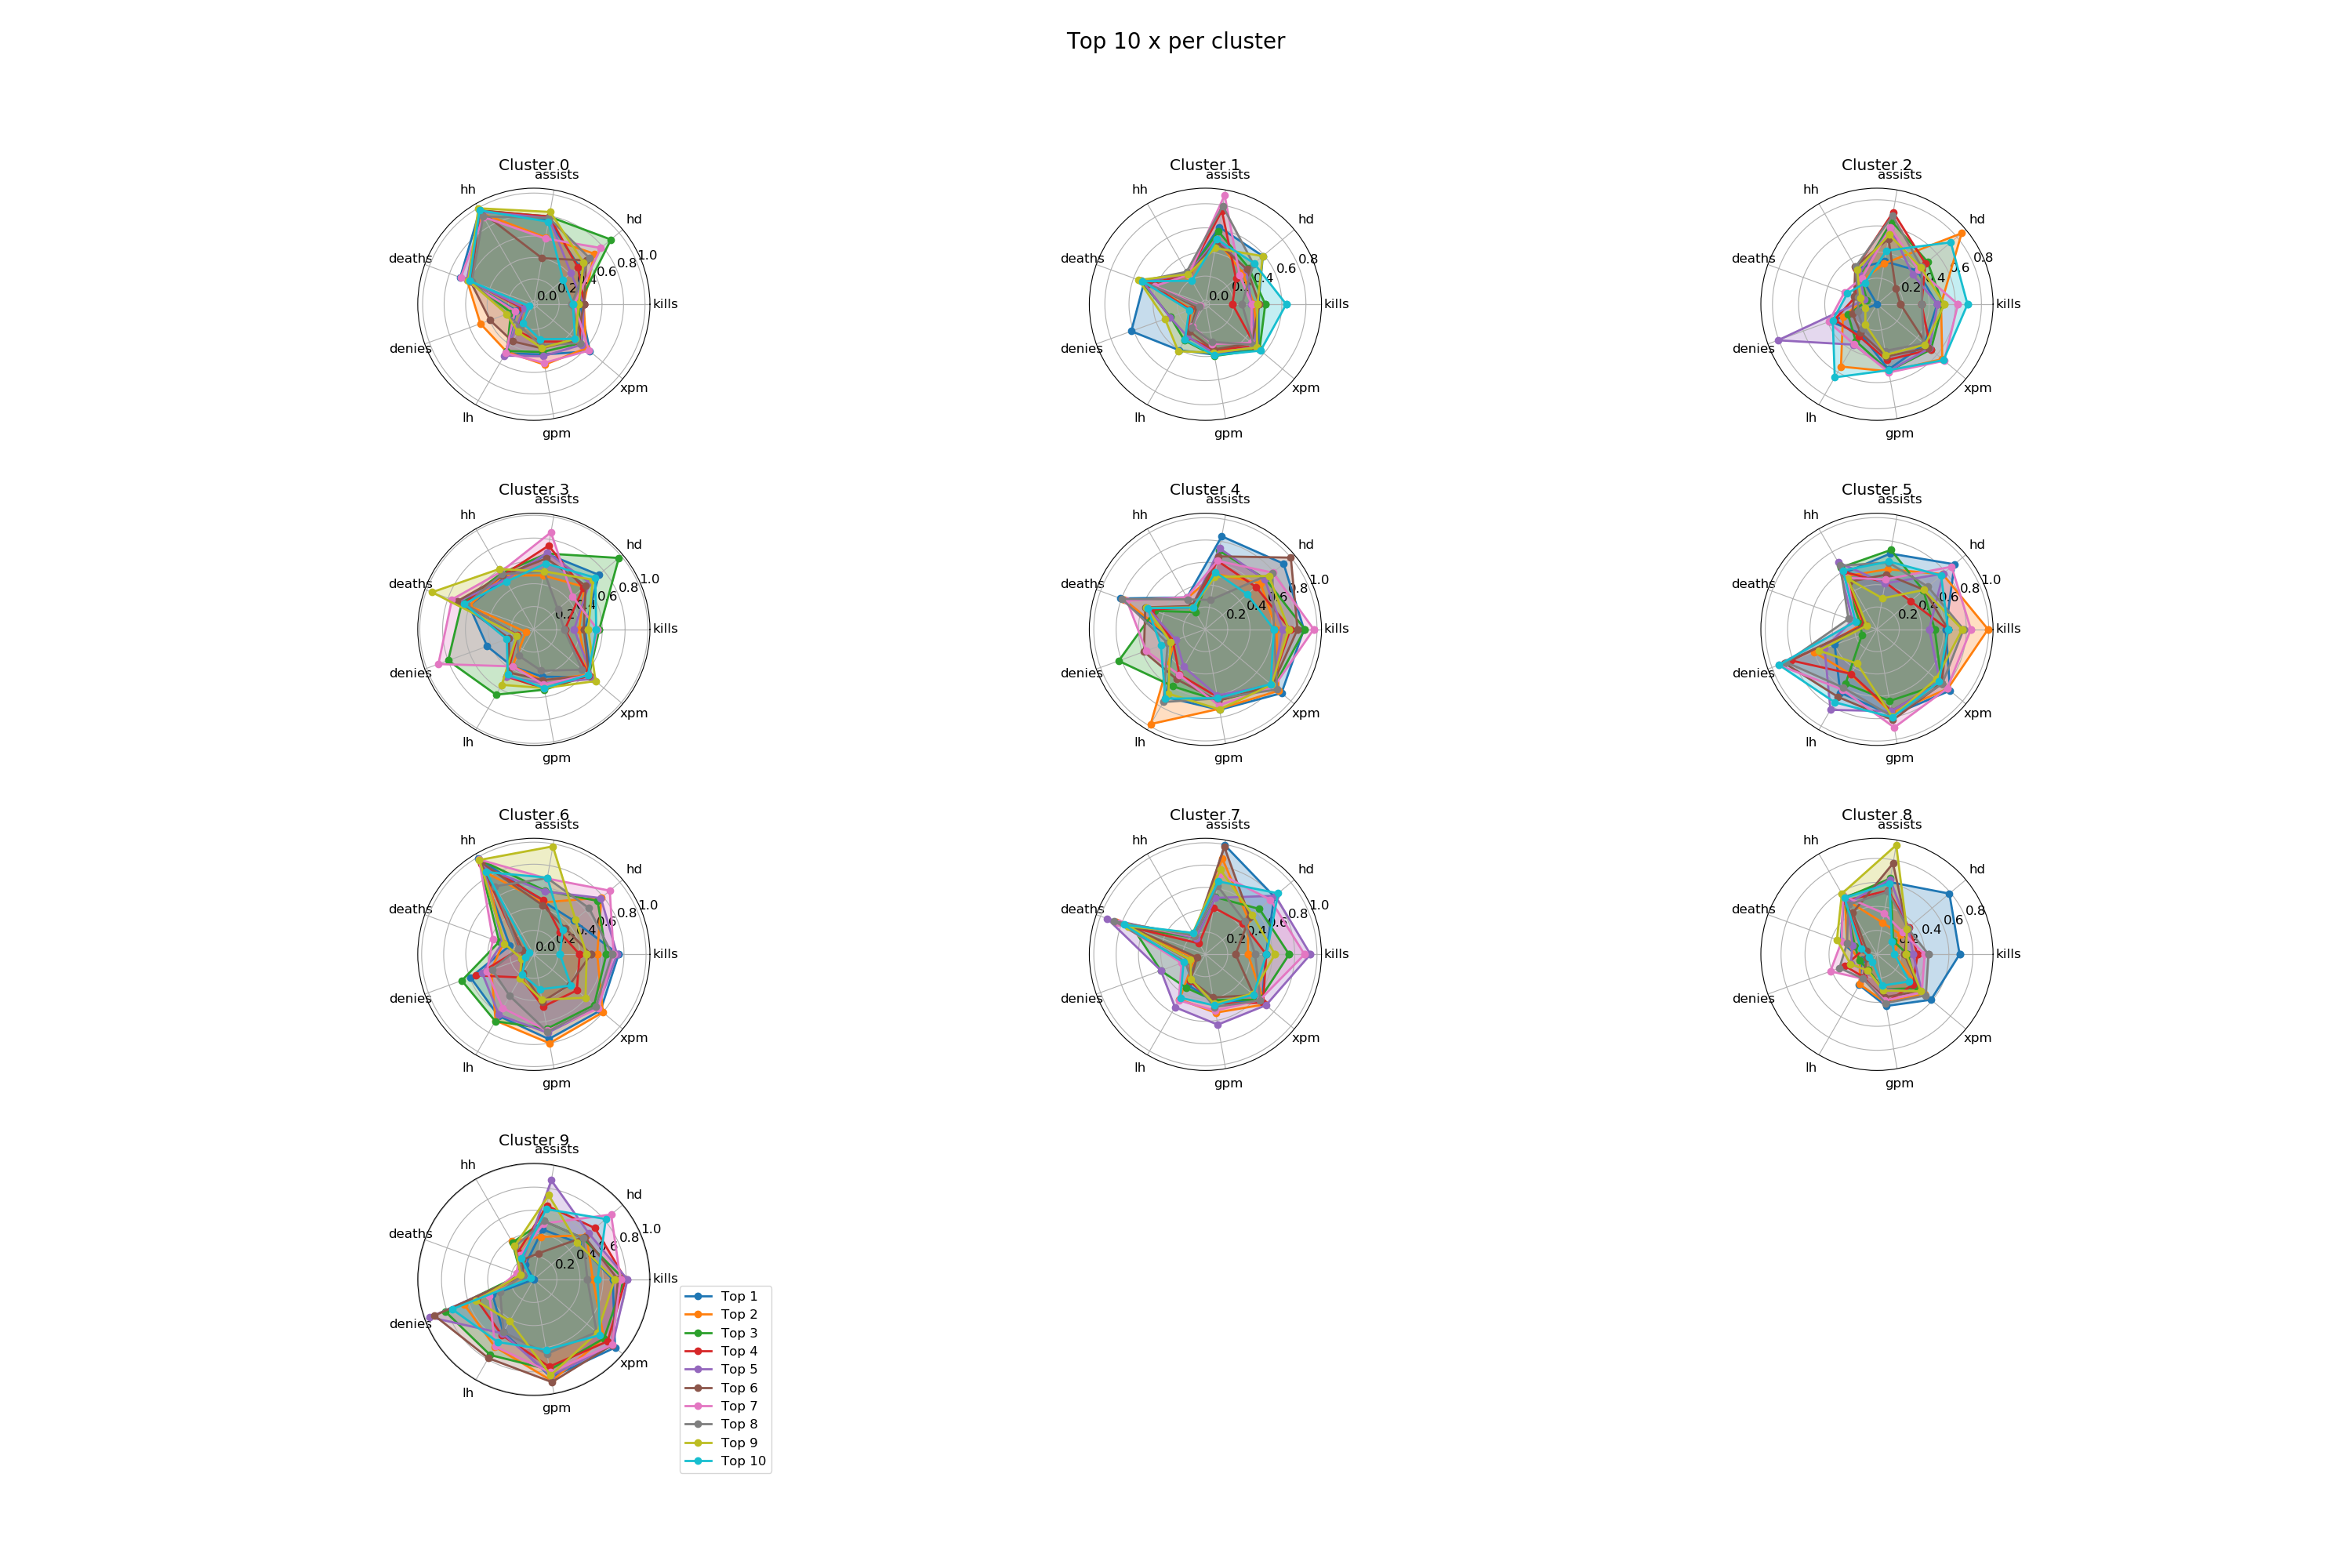 Top 10 x per cluster
Cluster 0
assists
hh
hd
deaths
1.0
0.8
0.6
0.4
0.2
0.0
kills
denies
xpm
lh
gpm
Cluster 1
assists
hh
hd
deaths
0.8
0.6
0.4
0.0
kills
denies
xpm
lh
gpm
Cluster 2
assists
hh
hd
deaths
0.8
0.6
0.4
0.2
kills
denies
xpm
lh
gpm
Cluster 3
assists
hh
hd
deaths
1.0
0.8
0.6
0.4
0.2
kills
denies
xpm
lh
gpm
Cluster 4
assists
hh
hd
deaths
1.0
0.8
0.6
0.4
0.2
kills
denies
xpm
lh
gpm
Cluster 5
assists
hh
hd
deaths
1.0
0.8
0.6
0.4
0.2
kills
denies
xpm
lh
gpm
Cluster 6
assists
hh
hd
deaths
1.0
0.8
0.6
0.4
0.2
0.0
kills
denies
xpm
lh
gpm
Cluster 7
assists
hh
hd
deaths
1.0
0.8
0.6
0.4
0.2
kills
denies
xpm
lh
gpm
Cluster 8
assists
hh
hd
deaths
0.8
0.6
0.4
kills
denies
xpm
lh
gpm
Cluster 9
assists
hh
hd
deaths
1.0
0.8
0.6
0.4
0.2
kills
denies
xpm
lh
gpm
Top 1
Top 2
Top 3
Top 4
Top 5
Top 6
Top 7
Top 8
Top 9
Top 10